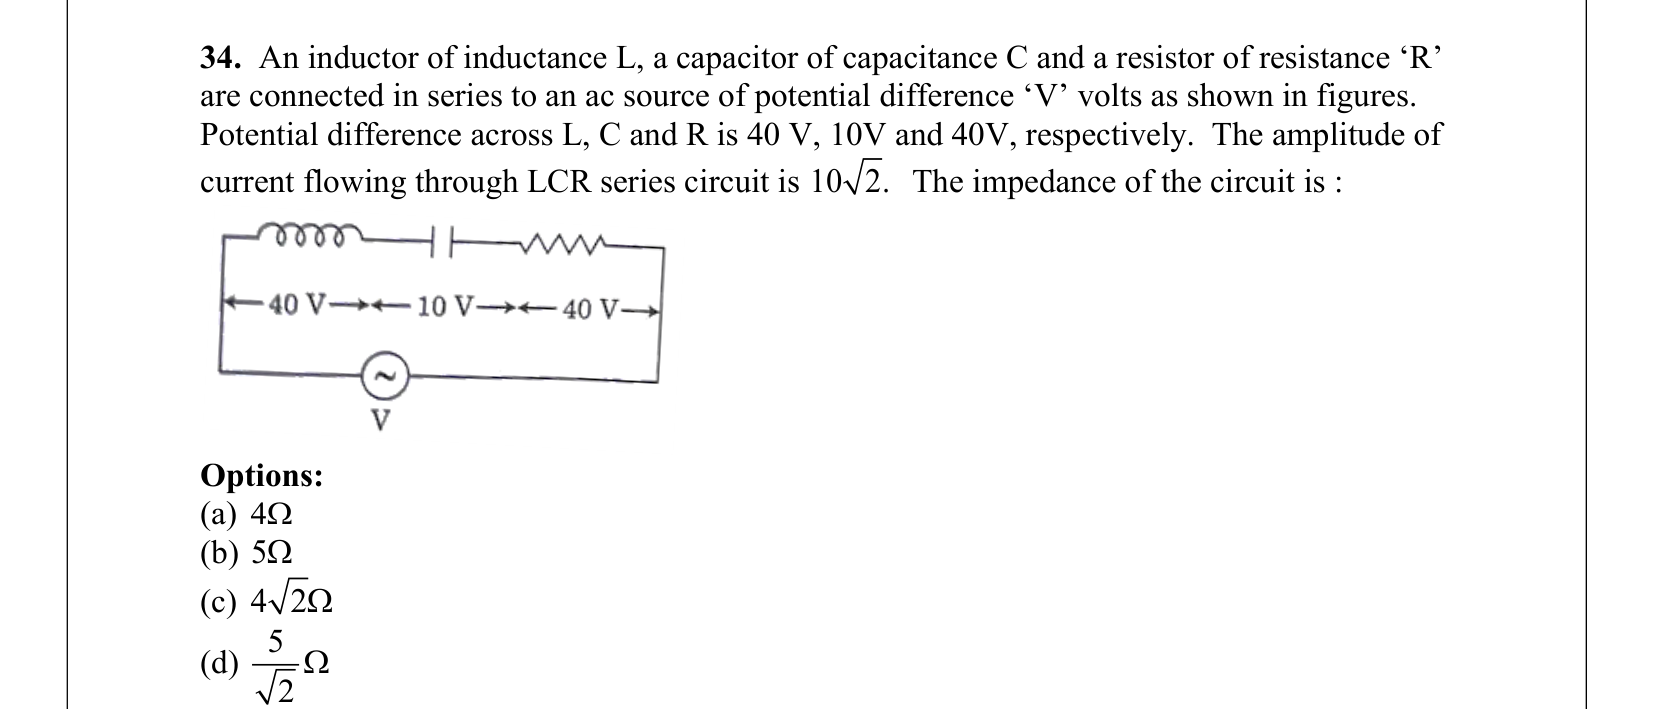 34. An inductor of inductance L, a capacitor of capacitance C and a resistor of resistance ‘R’
are connected in series to an ac source of potential difference ‘V’ volts as shown in figures.
Potential difference across L, C and R is 40 V, 10V and 40V, respectively. The amplitude of
current flowing through LCR series circuit is 10√2. The impedance of the circuit is :
40 V 10 V 40 V
~
V
Options:
(a) 4Ω
(b) 5Ω
(c) 4√2Ω
(d) 5/√2 Ω